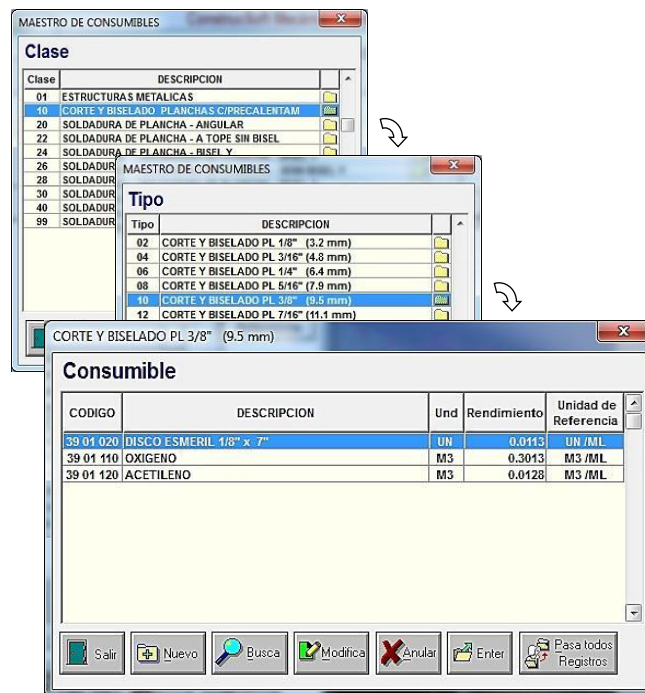 MAESTRO DE CONSUMIBLES
Clase
Clase DESCRIPCION
01 ESTRUCTURAS METALICAS
10 CORTE Y BISELADO PLANCHAS C/PRECALENTAM
20 SOLDADURA DE PLANCHA - ANGULAR
22 SOLDADURA DE PLANCHA - A TOPE SIN BISEL
24 SOLDADURA DE PLANCHA - BISEL Y
26 SOLDADUR
28 SOLDADUR
30 SOLDADUR
40 SOLDADUR
99 SOLDADUR
MAESTRO DE CONSUMIBLES
Tipo
Tipo DESCRIPCION
02 CORTE Y BISELADO PL 1/8" (3.2 mm)
04 CORTE Y BISELADO PL 3/16" (4.8 mm)
06 CORTE Y BISELADO PL 1/4" (6.4 mm)
08 CORTE Y BISELADO PL 5/16" (7.9 mm)
10 CORTE Y BISELADO PL 3/8" (9.5 mm)
12 CORTE Y BISELADO PL 7/16" (11.1 mm)
CORTE Y BISELADO PL 3/8" (9.5 mm)
Consumible
CODIGO DESCRIPCION Und Rendimiento Unidad de Referencia
39 01 020 DISCO ESMERIL 1/8" x 7" UN 0.0113 UN /ML
39 01 110 OXIGENO M3 0.3013 M3 /ML
39 01 120 ACETILENO M3 0.0128 M3 /ML
Salir Nuevo Busca Modifica Anular Enter Pasa todos Registros